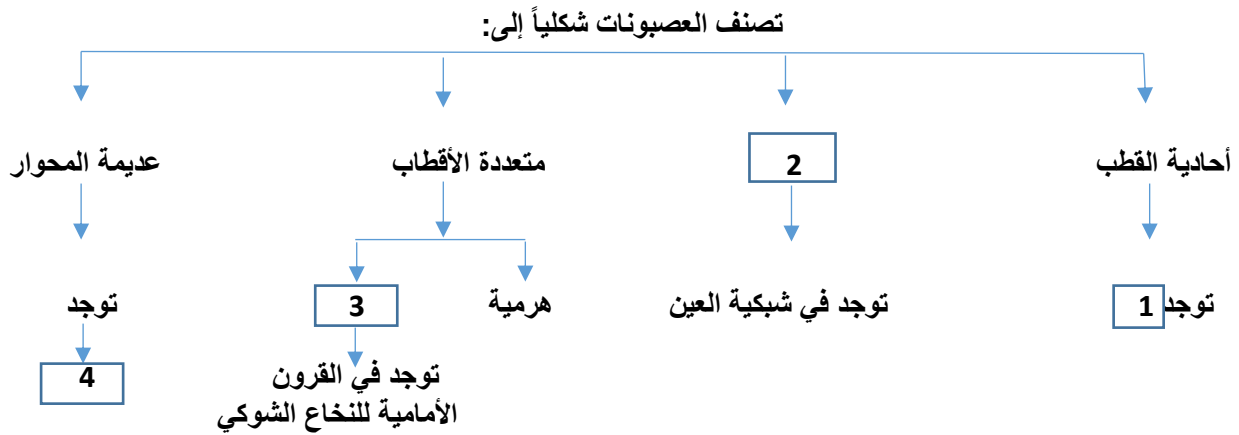 تصنف العصبونات شكلياً إلى:
أحادية القطب
2
متعددة الأقطاب
عديمة المحوار
توجد 1
توجد في شبكية العين
هرمية
3
توجد
توجد في القرون
الأمامية للنخاع الشوكي
4